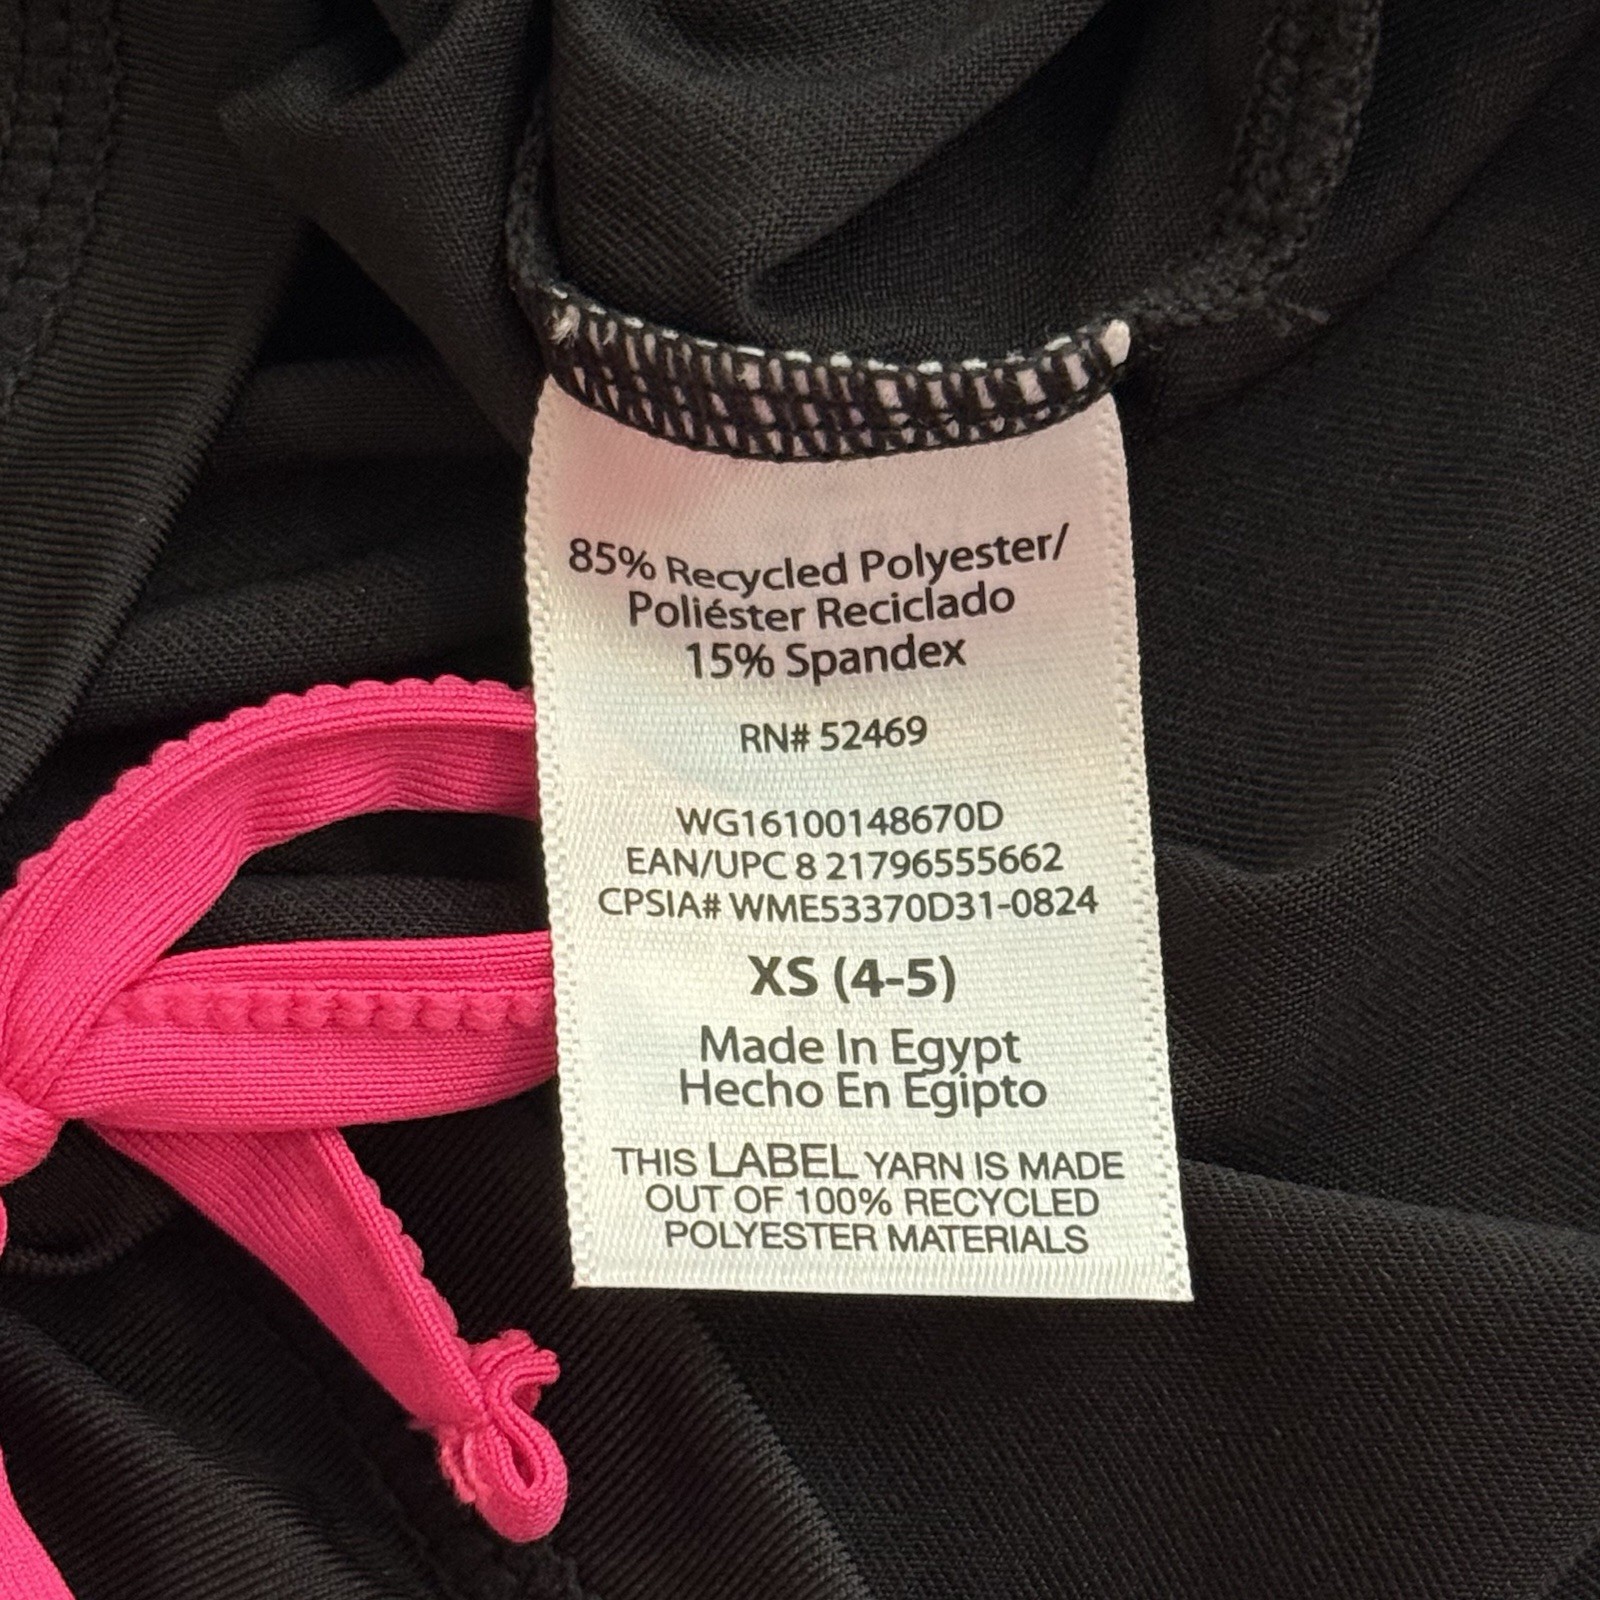 85% Recycled Polyester/
Poliéster Reciclado
15% Spandex
RN# 52469
WG16100148670D
EAN/UPC 8 21796555662
CPSIA# WME53370D31-0824
XS (4-5)
Made In Egypt
Hecho En Egipto
THIS LABEL YARN IS MADE
OUT OF 100% RECYCLED
POLYESTER MATERIALS